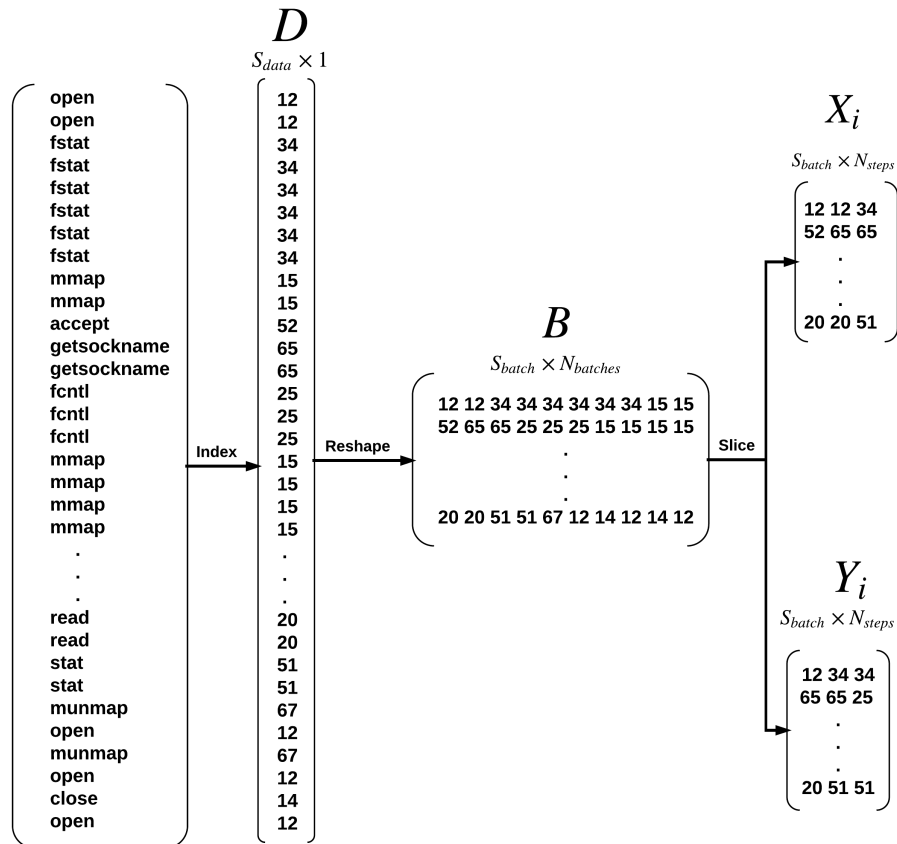 D
S_data × 1
open
open
fstat
fstat
fstat
fstat
fstat
fstat
mmap
mmap
accept
getsockname
getsockname
fcntl
fcntl
fcntl
mmap
mmap
mmap
mmap
.
.
.
read
read
stat
stat
munmap
open
munmap
open
close
open
Index
12
12
34
34
34
34
34
34
15
15
52
65
65
25
25
25
15
15
15
15
.
.
.
20
20
51
51
67
12
67
12
14
12
Reshape
B
S_batch × N_batches
12 12 34 34 34 34 34 34 15 15
52 65 65 25 25 25 15 15 15 15
.
.
.
20 20 51 51 67 12 14 12 14 12
Slice
X_i
S_batch × N_steps
12 12 34
52 65 65
.
.
.
20 20 51
Y_i
S_batch × N_steps
12 34 34
65 65 25
.
.
.
20 51 51